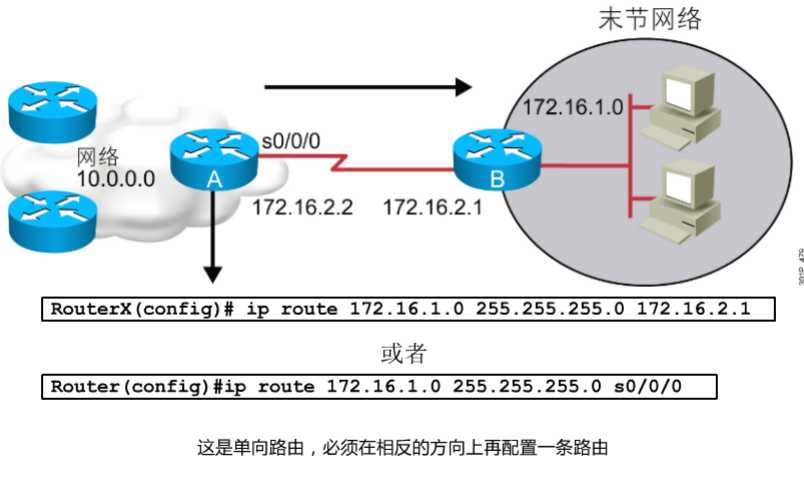 末节网络
172.16.1.0
s0/0/0
网络
10.0.0.0
A
B
172.16.2.2
172.16.2.1
RouterX(config)# ip route 172.16.1.0 255.255.255.0 172.16.2.1
或者
Router(config)#ip route 172.16.1.0 255.255.255.0 s0/0/0
这是单向路由，必须在相反的方向上再配置一条路由